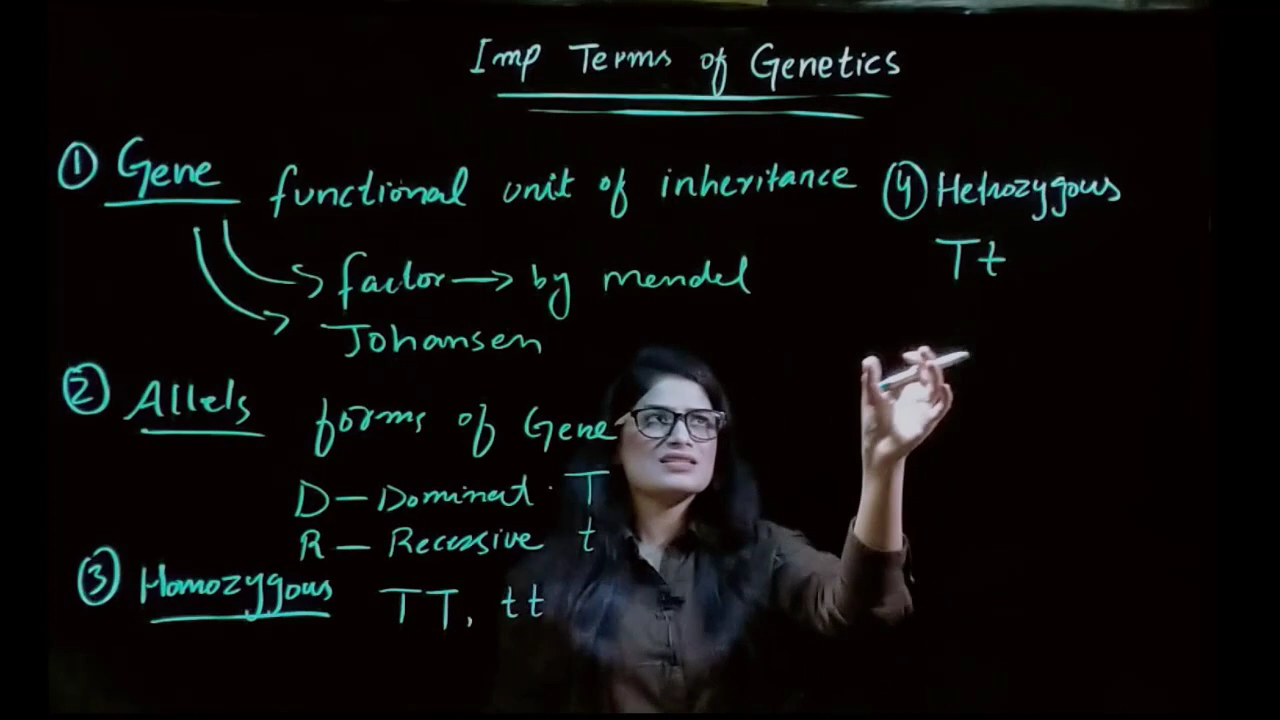 Imp Terms of Genetics
① Gene functional unit of inheritance
factor → by mendel
Johansen
② Allels forms of Gene
D — Dominect . T
R — Recessive t
③ Homozygous TT, tt
④ Hetrozygous
Tt